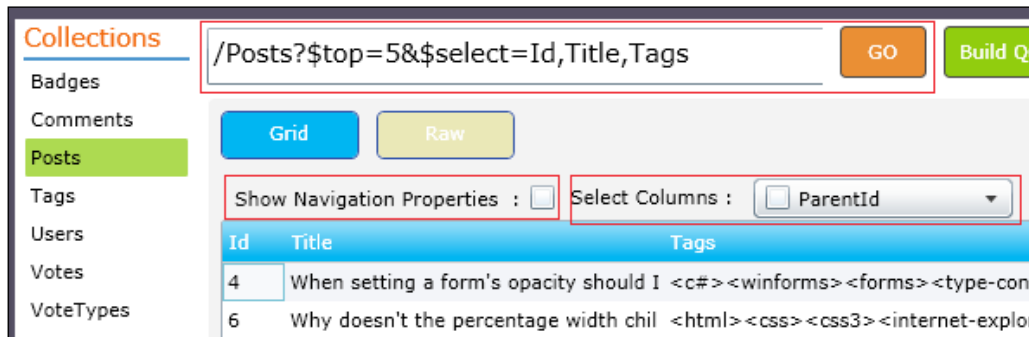 Collections
Badges
Comments
Posts
Tags
Users
Votes
VoteTypes
/Posts?$top=5&$select=Id,Title,Tags
GO
Build Q
Grid
Raw
Show Navigation Properties :
Select Columns :
ParentId
Id Title Tags
4 When setting a form's opacity should I <c#><winforms><forms><type-con
6 Why doesn't the percentage width chil <html><css><css3><internet-explo